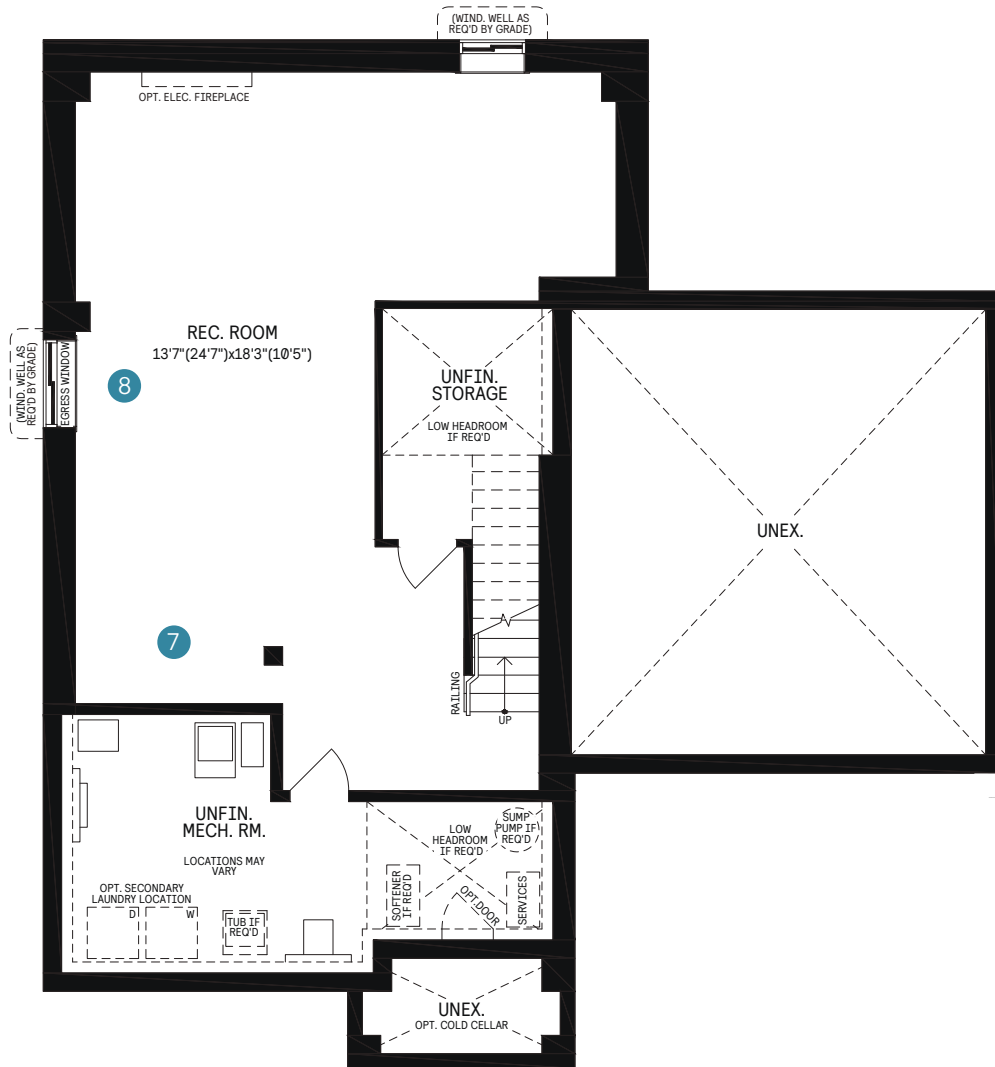 (WIND. WELL AS
REQ'D BY GRADE)
OPT. ELEC. FIREPLACE
REC. ROOM
13'7"(24'7")x18'3"(10'5")
(WIND. WELL AS
REQ'D BY GRADE)
EGRESS WINDOW
8
UNFIN.
STORAGE
LOW HEADROOM
IF REQ'D
UNEX.
7
RAILING
UP
UNFIN.
MECH. RM.
LOCATIONS MAY
VARY
LOW
HEADROOM
IF REQ'D
SUMP
PUMP IF
REQ'D
OPT. SECONDARY
LAUNDRY LOCATION
D
W
TUB IF
REQ'D
SOFTENER
IF REQ'D
OPT.DOOR
SERVICES
UNEX.
OPT. COLD CELLAR